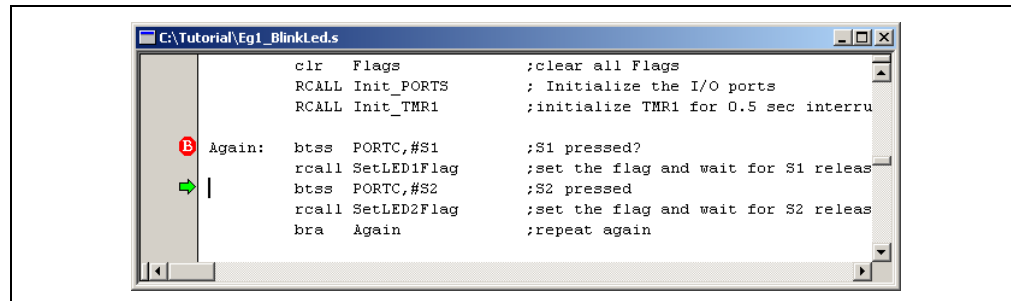 C:\Tutorial\Eg1_BlinkLed.s
clr Flags ;clear all Flags
RCALL Init_PORTS ; Initialize the I/O ports
RCALL Init_TMR1 ;initialize TMR1 for 0.5 sec interru
B Again: btss PORTC,#S1 ;S1 pressed?
rcall SetLED1Flag ;set the flag and wait for S1 releas
btss PORTC,#S2 ;S2 pressed
rcall SetLED2Flag ;set the flag and wait for S2 releas
bra Again ;repeat again